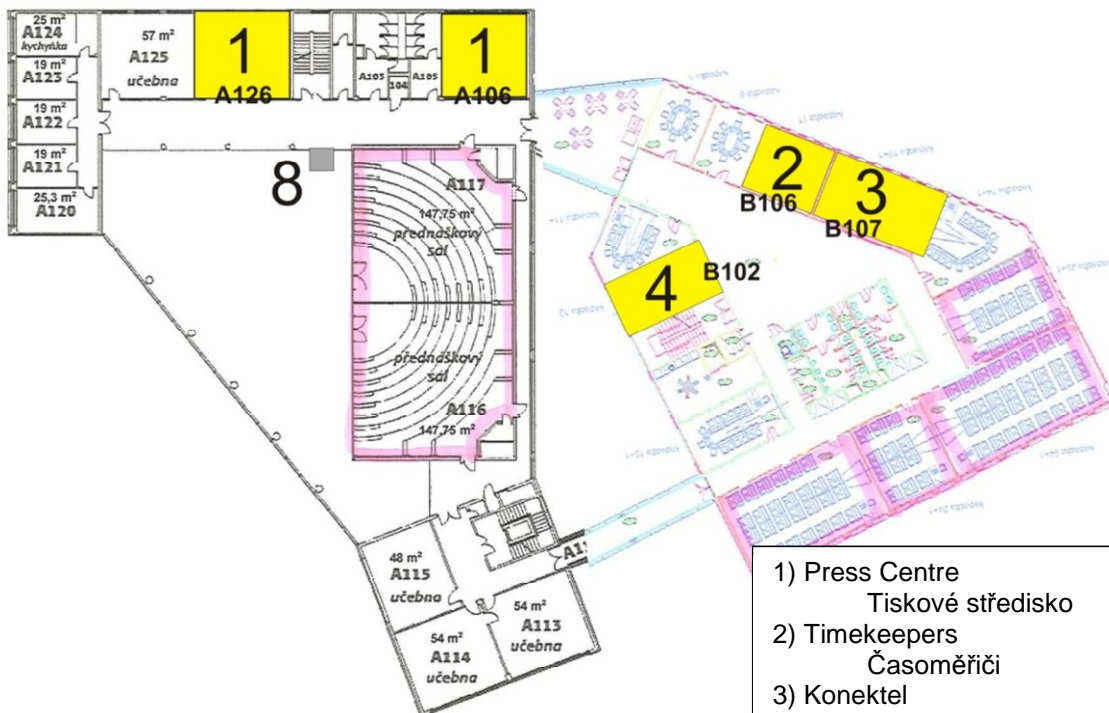 25 m²
A124
kychyňka
19 m²
A123
19 m²
A122
19 m²
A121
25,3 m²
A120
57 m²
A125
učebna
1
A126
A103
104
A105
1
A106
8
A117
147,75 m²
přednáškový
sál
přednáškový
sál
A116
147,75 m²
48 m²
A115
učebna
54 m²
A114
učebna
54 m²
A113
učebna
2
B106
3
B107
4
B102
1) Press Centre
Tiskové středisko
2) Timekeepers
Časoměřiči
3) Konektel